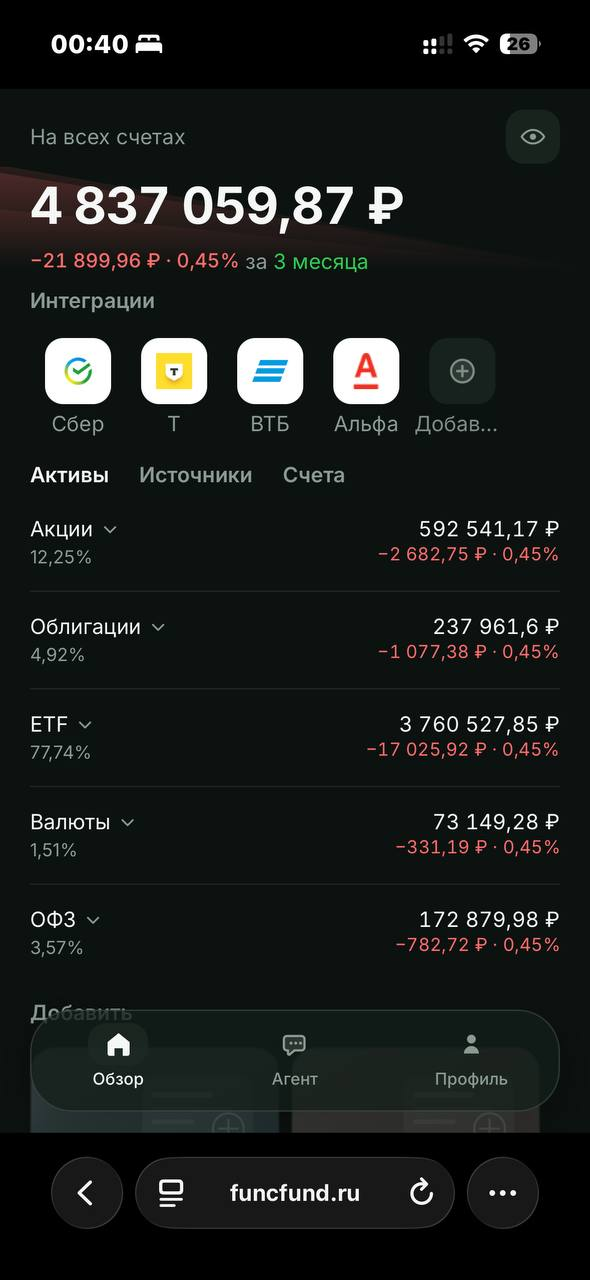 00:40
26
На всех счетах
4 837 059,87 ₽
−21 899,96 ₽ · 0,45% за 3 месяца
Интеграции
Сбер Т ВТБ Альфа Добав...
Активы Источники Счета
Акции 592 541,17 ₽
12,25% −2 682,75 ₽ · 0,45%
Облигации 237 961,6 ₽
4,92% −1 077,38 ₽ · 0,45%
ETF 3 760 527,85 ₽
77,74% −17 025,92 ₽ · 0,45%
Валюты 73 149,28 ₽
1,51% −331,19 ₽ · 0,45%
ОФЗ 172 879,98 ₽
3,57% −782,72 ₽ · 0,45%
Добавить
Обзор Агент Профиль
funcfund.ru